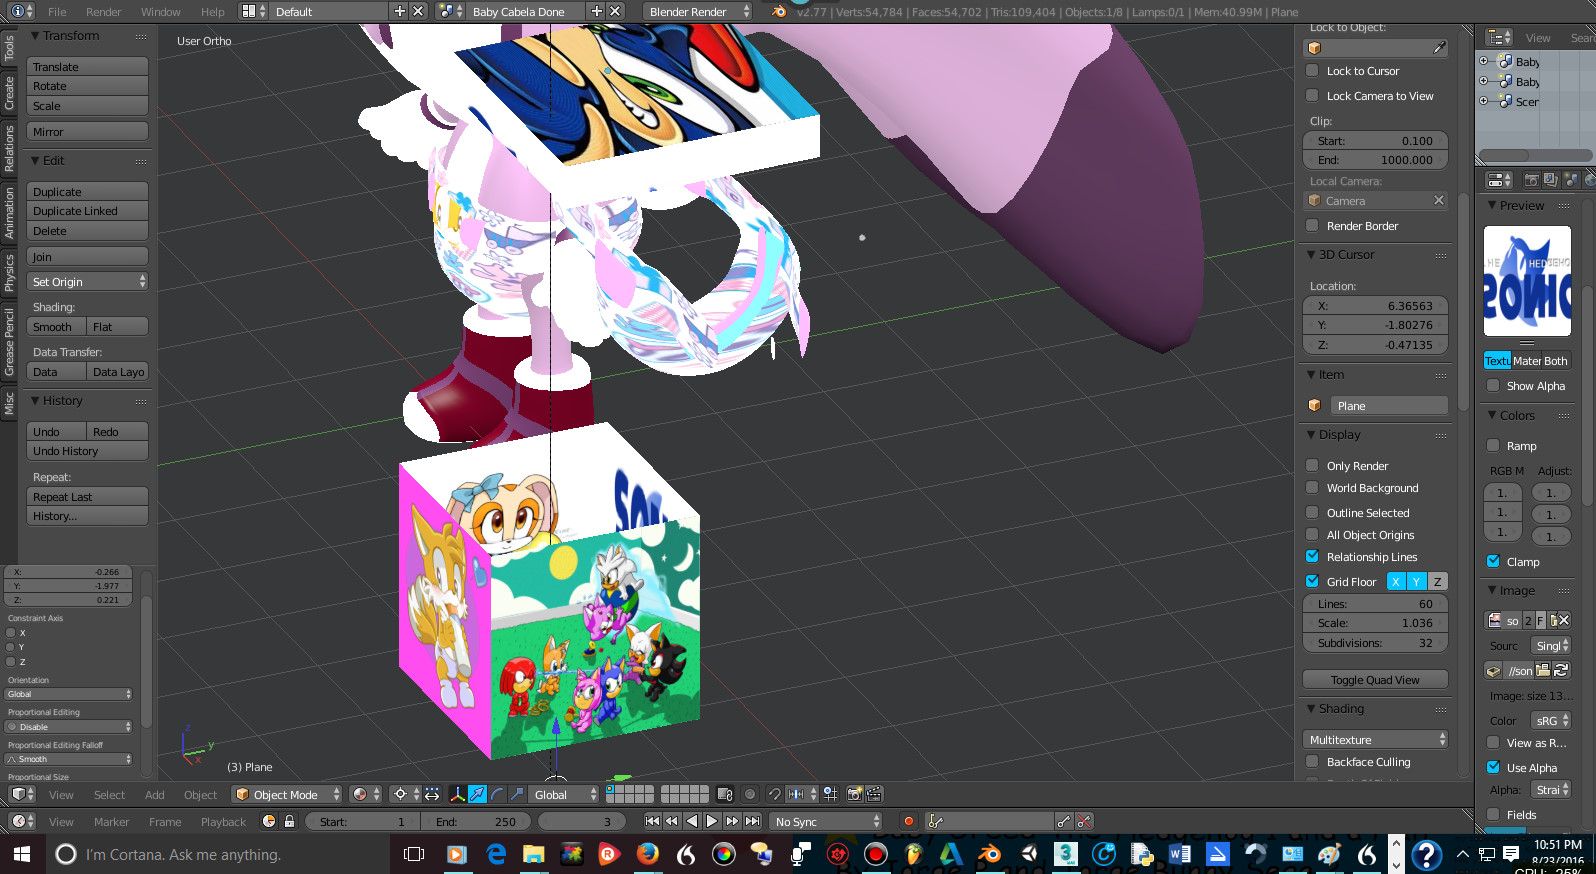 File Render Window Help Default Baby Cabela Done Blender Render v2.77 | Verts:54,784 | Faces:54,702 | Tris:109,404 | Objects:1/8 | Lamps:0/1 | Mem:40.99M | Plane
Tools
Create
Relations
Animation
Physics
Grease Pencil
Misc
Transform
Translate
Rotate
Scale
Mirror
Edit
Duplicate
Duplicate Linked
Delete
Join
Set Origin
Shading:
Smooth Flat
Data Transfer:
Data Data Layo
History
Undo Redo
Undo History
Repeat:
Repeat Last
History...
X: -0.266
Y: -1.977
Z: 0.221
Constraint Axis
X
Y
Z
Orientation
Global
Proportional Editing
Disable
Proportional Editing Falloff
Smooth
Proportional Size
User Ortho
z
y
x
(3) Plane
Lock to Object:
Lock to Cursor
Lock Camera to View
Clip:
Start: 0.100
End: 1000.000
Local Camera:
Camera
Render Border
3D Cursor
Location:
X: 6.36563
Y: -1.80276
Z: -0.47135
Item
Plane
Display
Only Render
World Background
Outline Selected
All Object Origins
Relationship Lines
Grid Floor X Y Z
Lines: 60
Scale: 1.036
Subdivisions: 32
Toggle Quad View
Shading
Multitexture
Backface Culling
View Sear
Baby
Baby
Scer
Preview
HEDGEHO
SONIC
Textu Mater Both
Show Alpha
Colors
Ramp
RGB M Adjust:
1. 1.
1. 1.
1. 1.
Clamp
Image
so 2 F
Sourc Singl
//son
Image: size 13...
Color sRG
View as R...
Use Alpha
Alpha: Strai
Fields
View Select Add Object Object Mode Global
View Marker Frame Playback Start: 1 End: 250 3 No Sync
I'm Cortana. Ask me anything.
10:51 PM
8/23/2016
CPU: 25%